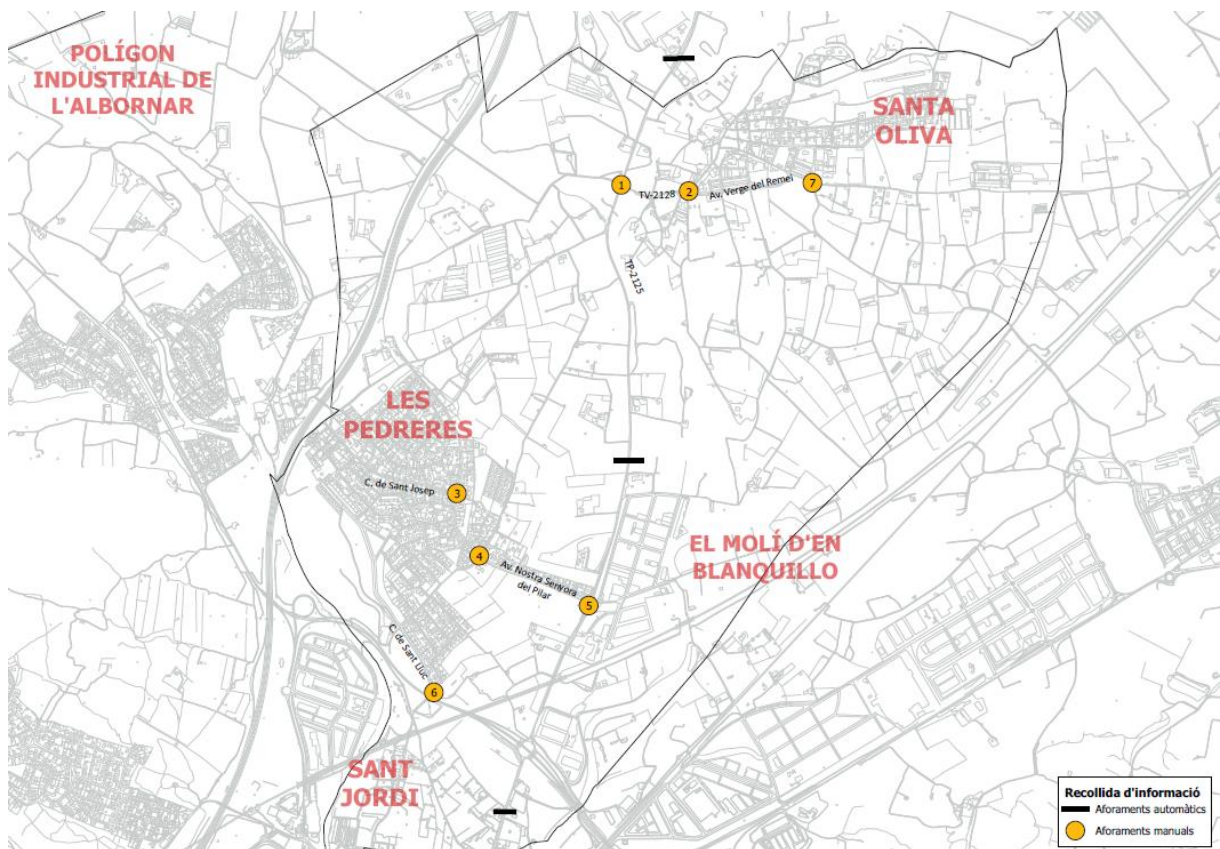 POLÍGON
INDUSTRIAL DE
L'ALBORNAR
SANTA
OLIVA
1
TV-2128
2
Av. Verge del Remei
7
TP-2125
LES
PEDRERES
C. de Sant Josep
3
4
Av. Nostra Senyora
del Pilar
5
EL MOLÍ D'EN
BLANQUILLO
C. de Sant Lluc
6
SANT
JORDI
Recollida d'informació
Aforaments automàtics
Aforaments manuals